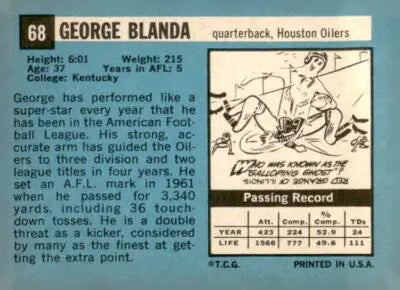 68 GEORGE BLANDA
quarterback, Houston Oilers
Height: 6:01 Weight: 215
Age: 37 Years in AFL: 5
College: Kentucky
George has performed like a
super-star every year that he
has been in the American Foot-
ball League. His strong, ac-
curate arm has guided the Oil-
ers to three division and two
league titles in four years. He
set an A.F.L. mark in 1961
when he passed for 3,340
yards, including 36 touch-
down tosses. He is a double
threat as a kicker, considered
by many as the finest at get-
ting the extra point.
WHO WAS KNOWN AS THE
"GALLOPING GHOST"?
RED GRANGE OF ILLINOIS
Passing Record
Att. Comp. % Comp. TDs
YEAR 423 224 52.9 24
LIFE 1566 777 49.6 111
©T.C.G. PRINTED IN U.S.A.